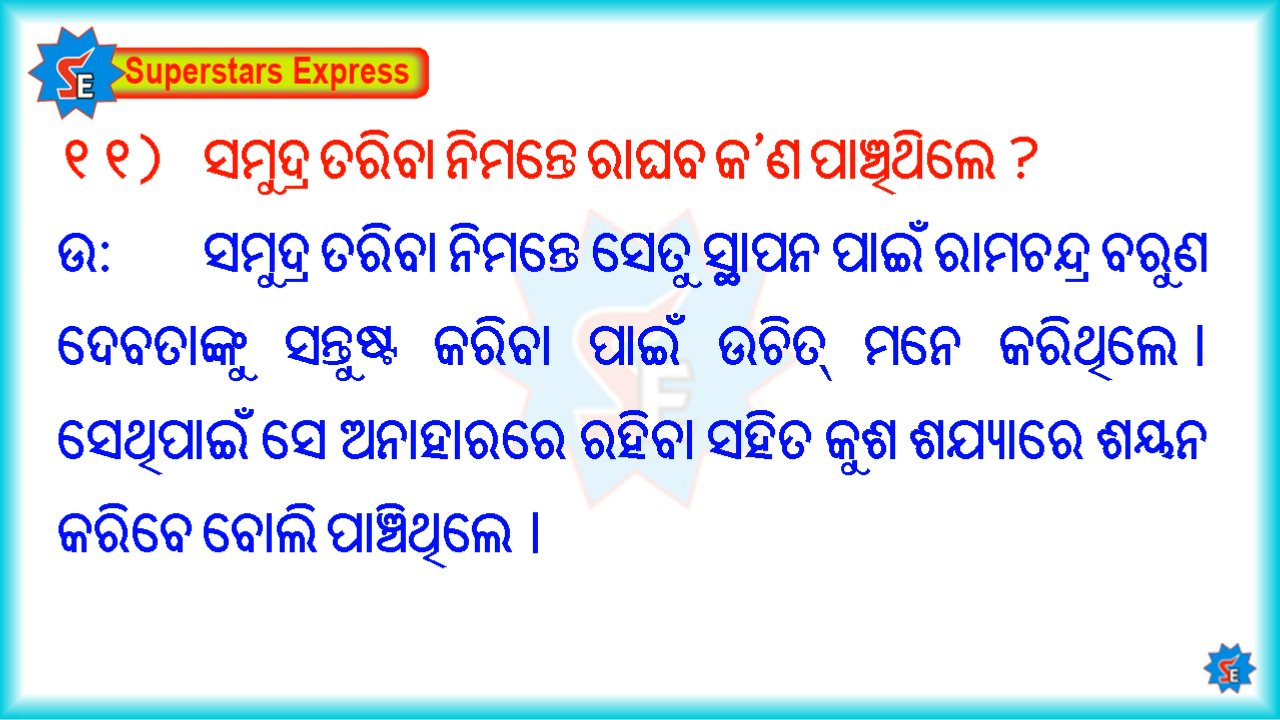 Superstars Express
୧୧) ସମୁଦ୍ର ତରିବା ନିମନ୍ତେ ରାଘବ କ'ଣ ପାଞ୍ଚିଥିଲେ ?
ଉ: ସମୁଦ୍ର ତରିବା ନିମନ୍ତେ ସେତୁ ସ୍ଥାପନ ପାଇଁ ରାମଚନ୍ଦ୍ର ବରୁଣ
ଦେବତାଙ୍କୁ ସନ୍ତୁଷ୍ଟ କରିବା ପାଇଁ ଉଚିତ୍ ମନେ କରିଥିଲେ।
ସେଥିପାଇଁ ସେ ଅନାହାରରେ ରହିବା ସହିତ କୁଶ ଶଯ୍ୟାରେ ଶୟନ
କରିବେ ବୋଲି ପାଞ୍ଚିଥିଲେ ।